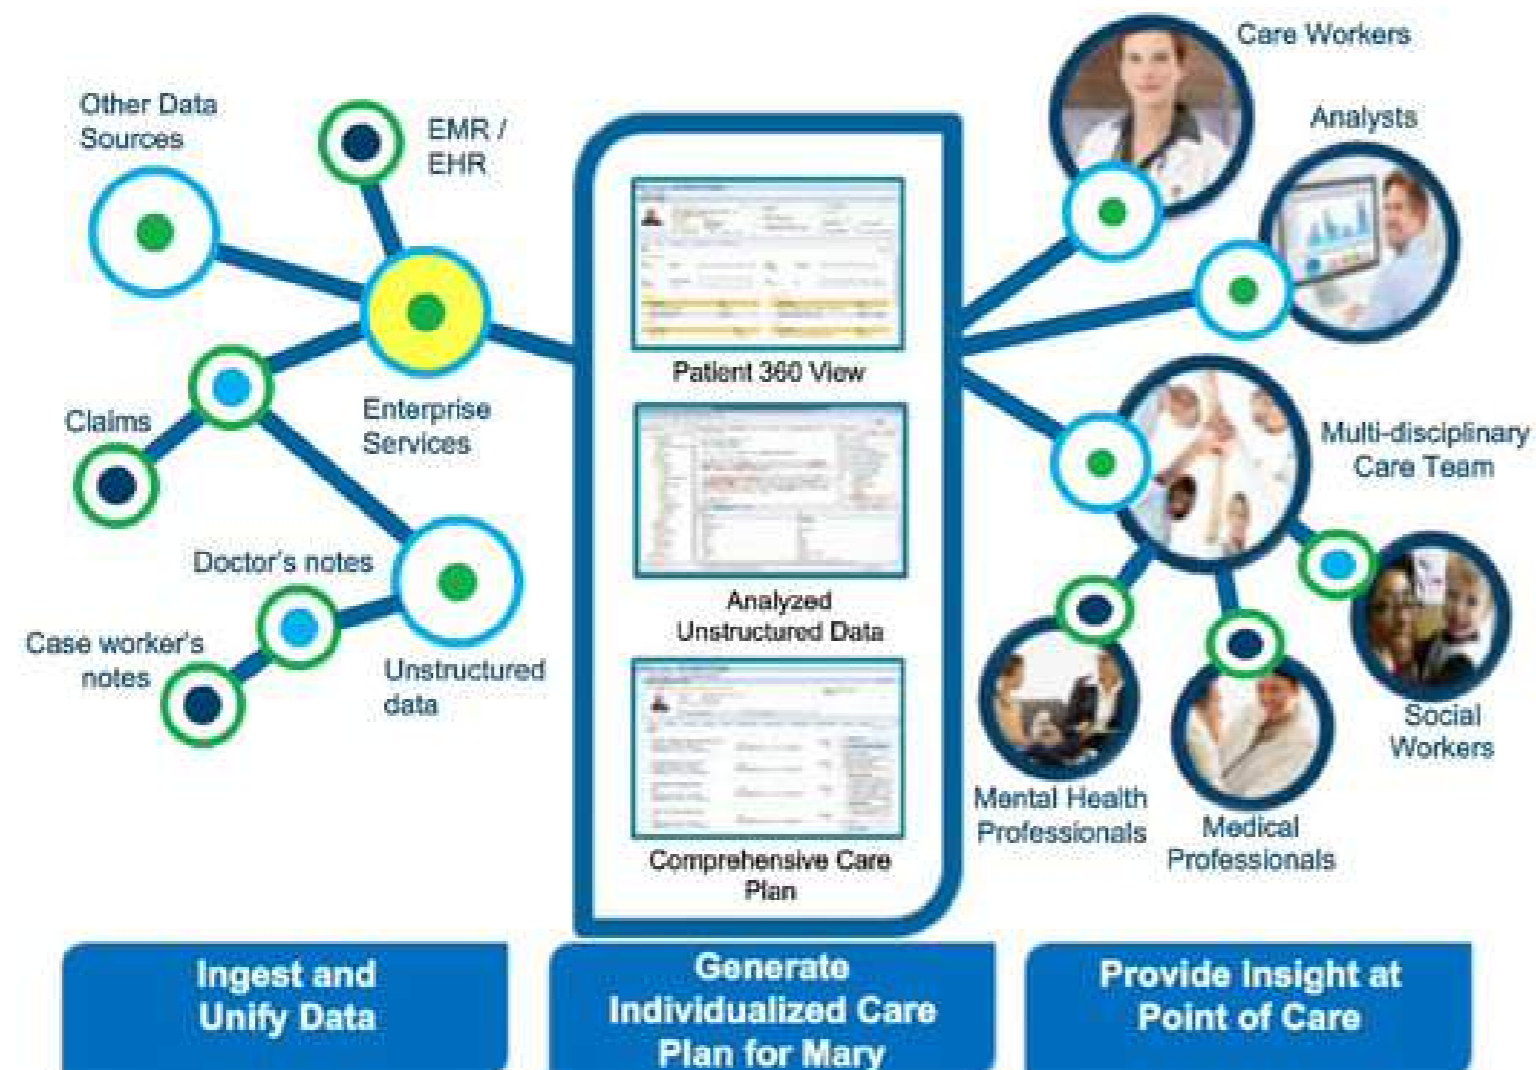 Other Data
Sources
EMR /
EHR
Enterprise
Services
Claims
Doctor's notes
Case worker's
notes
Unstructured
data
Patient 360 View
Analyzed
Unstructured Data
Comprehensive Care
Plan
Care Workers
Analysts
Multi-disciplinary
Care Team
Social
Workers
Mental Health
Professionals
Medical
Professionals
Ingest and
Unify Data
Generate
Individualized Care
Plan for Mary
Provide Insight at
Point of Care